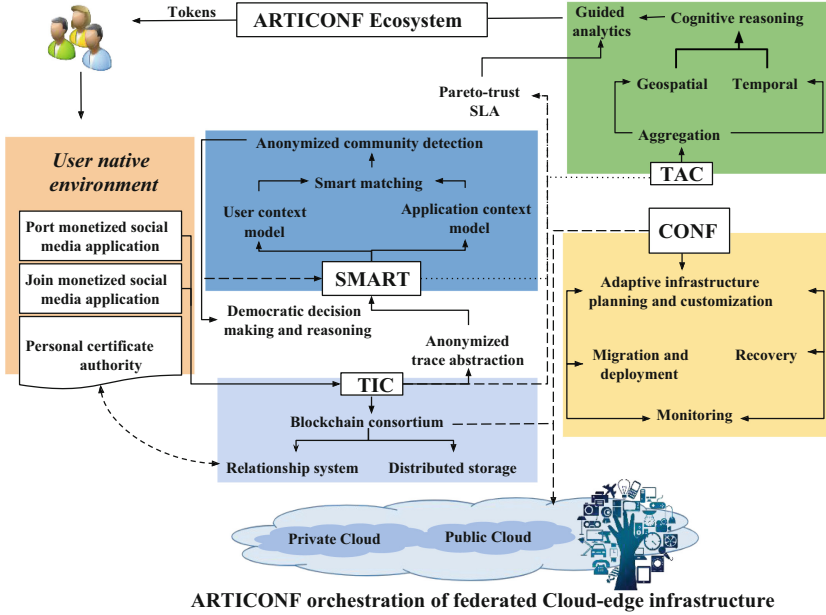 Tokens
ARTICONF Ecosystem
Guided
analytics
Cognitive reasoning
Geospatial
Temporal
Aggregation
TAC
Pareto-trust
SLA
User native
environment
Port monetized social
media application
Join monetized social
media application
Personal certificate
authority
Anonymized community detection
Smart matching
User context
model
Application context
model
SMART
Democratic decision
making and reasoning
Anonymized
trace abstraction
CONF
Adaptive infrastructure
planning and customization
Migration and
deployment
Recovery
Monitoring
TIC
Blockchain consortium
Relationship system
Distributed storage
Private Cloud
Public Cloud
ARTICONF orchestration of federated Cloud-edge infrastructure